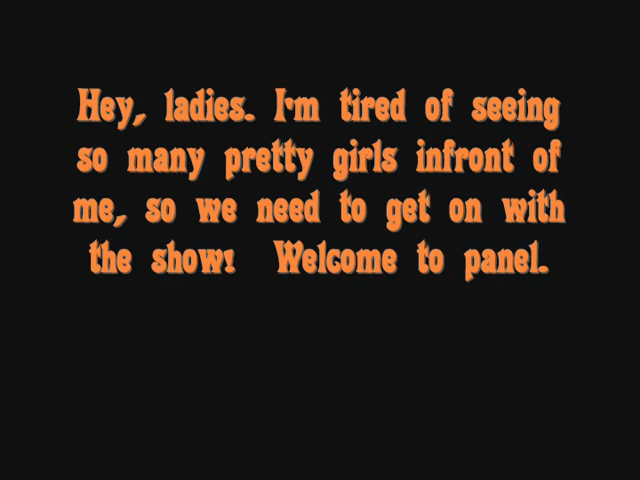 Hey, ladies. I'm tired of seeing
so many pretty girls infront of
me, so we need to get on with
the show! Welcome to panel.